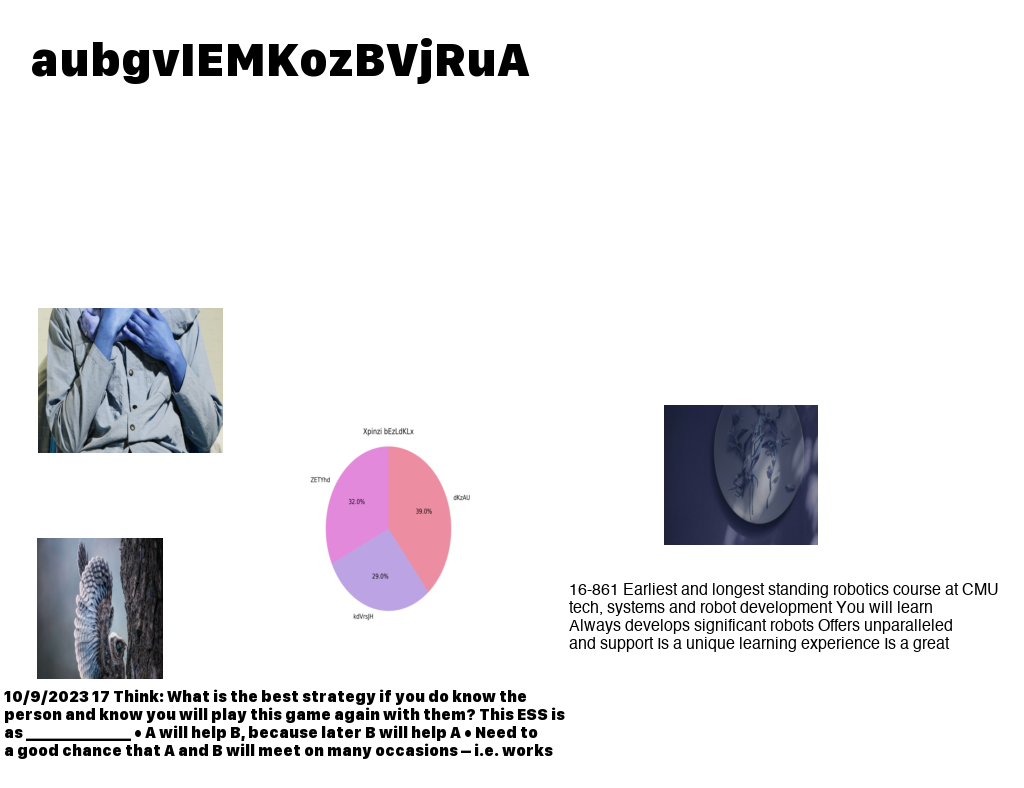 aubgvIEMKozBVjRuA
Xpinzi bEzLdKLx
ZETYhd
dKzAU
32.0%
39.0%
29.0%
kdVrsJH
16-861 Earliest and longest standing robotics course at CMU
tech, systems and robot development You will learn
Always develops significant robots Offers unparalleled
and support Is a unique learning experience Is a great
10/9/2023 17 Think: What is the best strategy if you do know the
person and know you will play this game again with them? This ESS is
as ______________ • A will help B, because later B will help A • Need to
a good chance that A and B will meet on many occasions – i.e. works